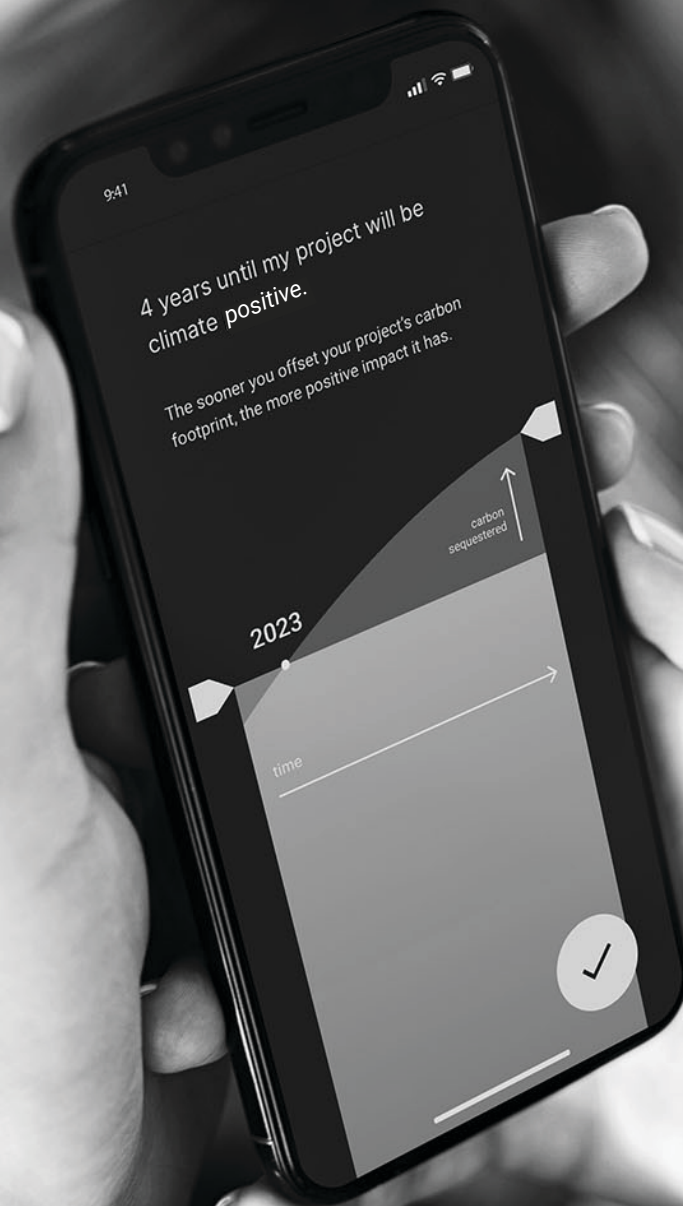 9:41
4 years until my project will be
climate positive.
The sooner you offset your project's carbon
footprint, the more positive impact it has.
carbon
sequestered
2023
time